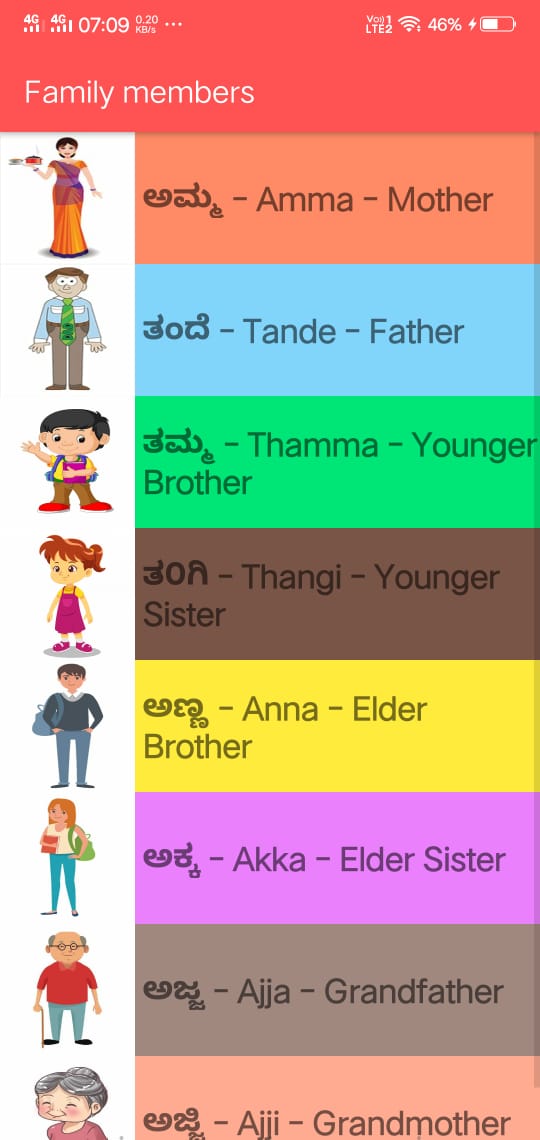 4G 4G 07:09 0.20 KB/s ...
Vo)) 1 LTE2 46%
Family members
ಅಮ್ಮ - Amma - Mother
ತಂದೆ - Tande - Father
ತಮ್ಮ - Thamma - Younger
Brother
ತ೦ಗಿ - Thangi - Younger
Sister
ಅಣ್ಣ - Anna - Elder
Brother
ಅಕ್ಕ - Akka - Elder Sister
ಅಜ್ಜ - Ajja - Grandfather
ಅಜ್ಜಿ - Ajji - Grandmother